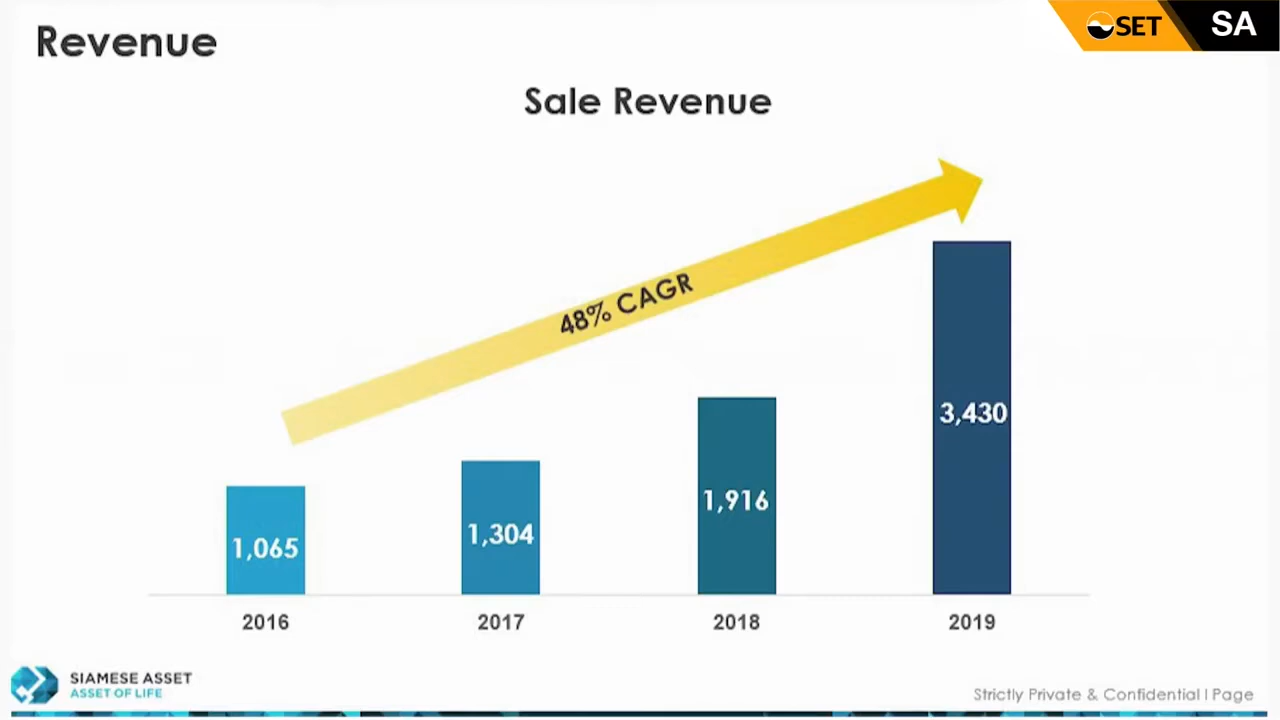 Revenue
SET
SA
Sale Revenue
48% CAGR
3,430
1,916
1,304
1,065
2016
2017
2018
2019
SIAMESE ASSET
ASSET OF LIFE
Strictly Private & Confidential | Page